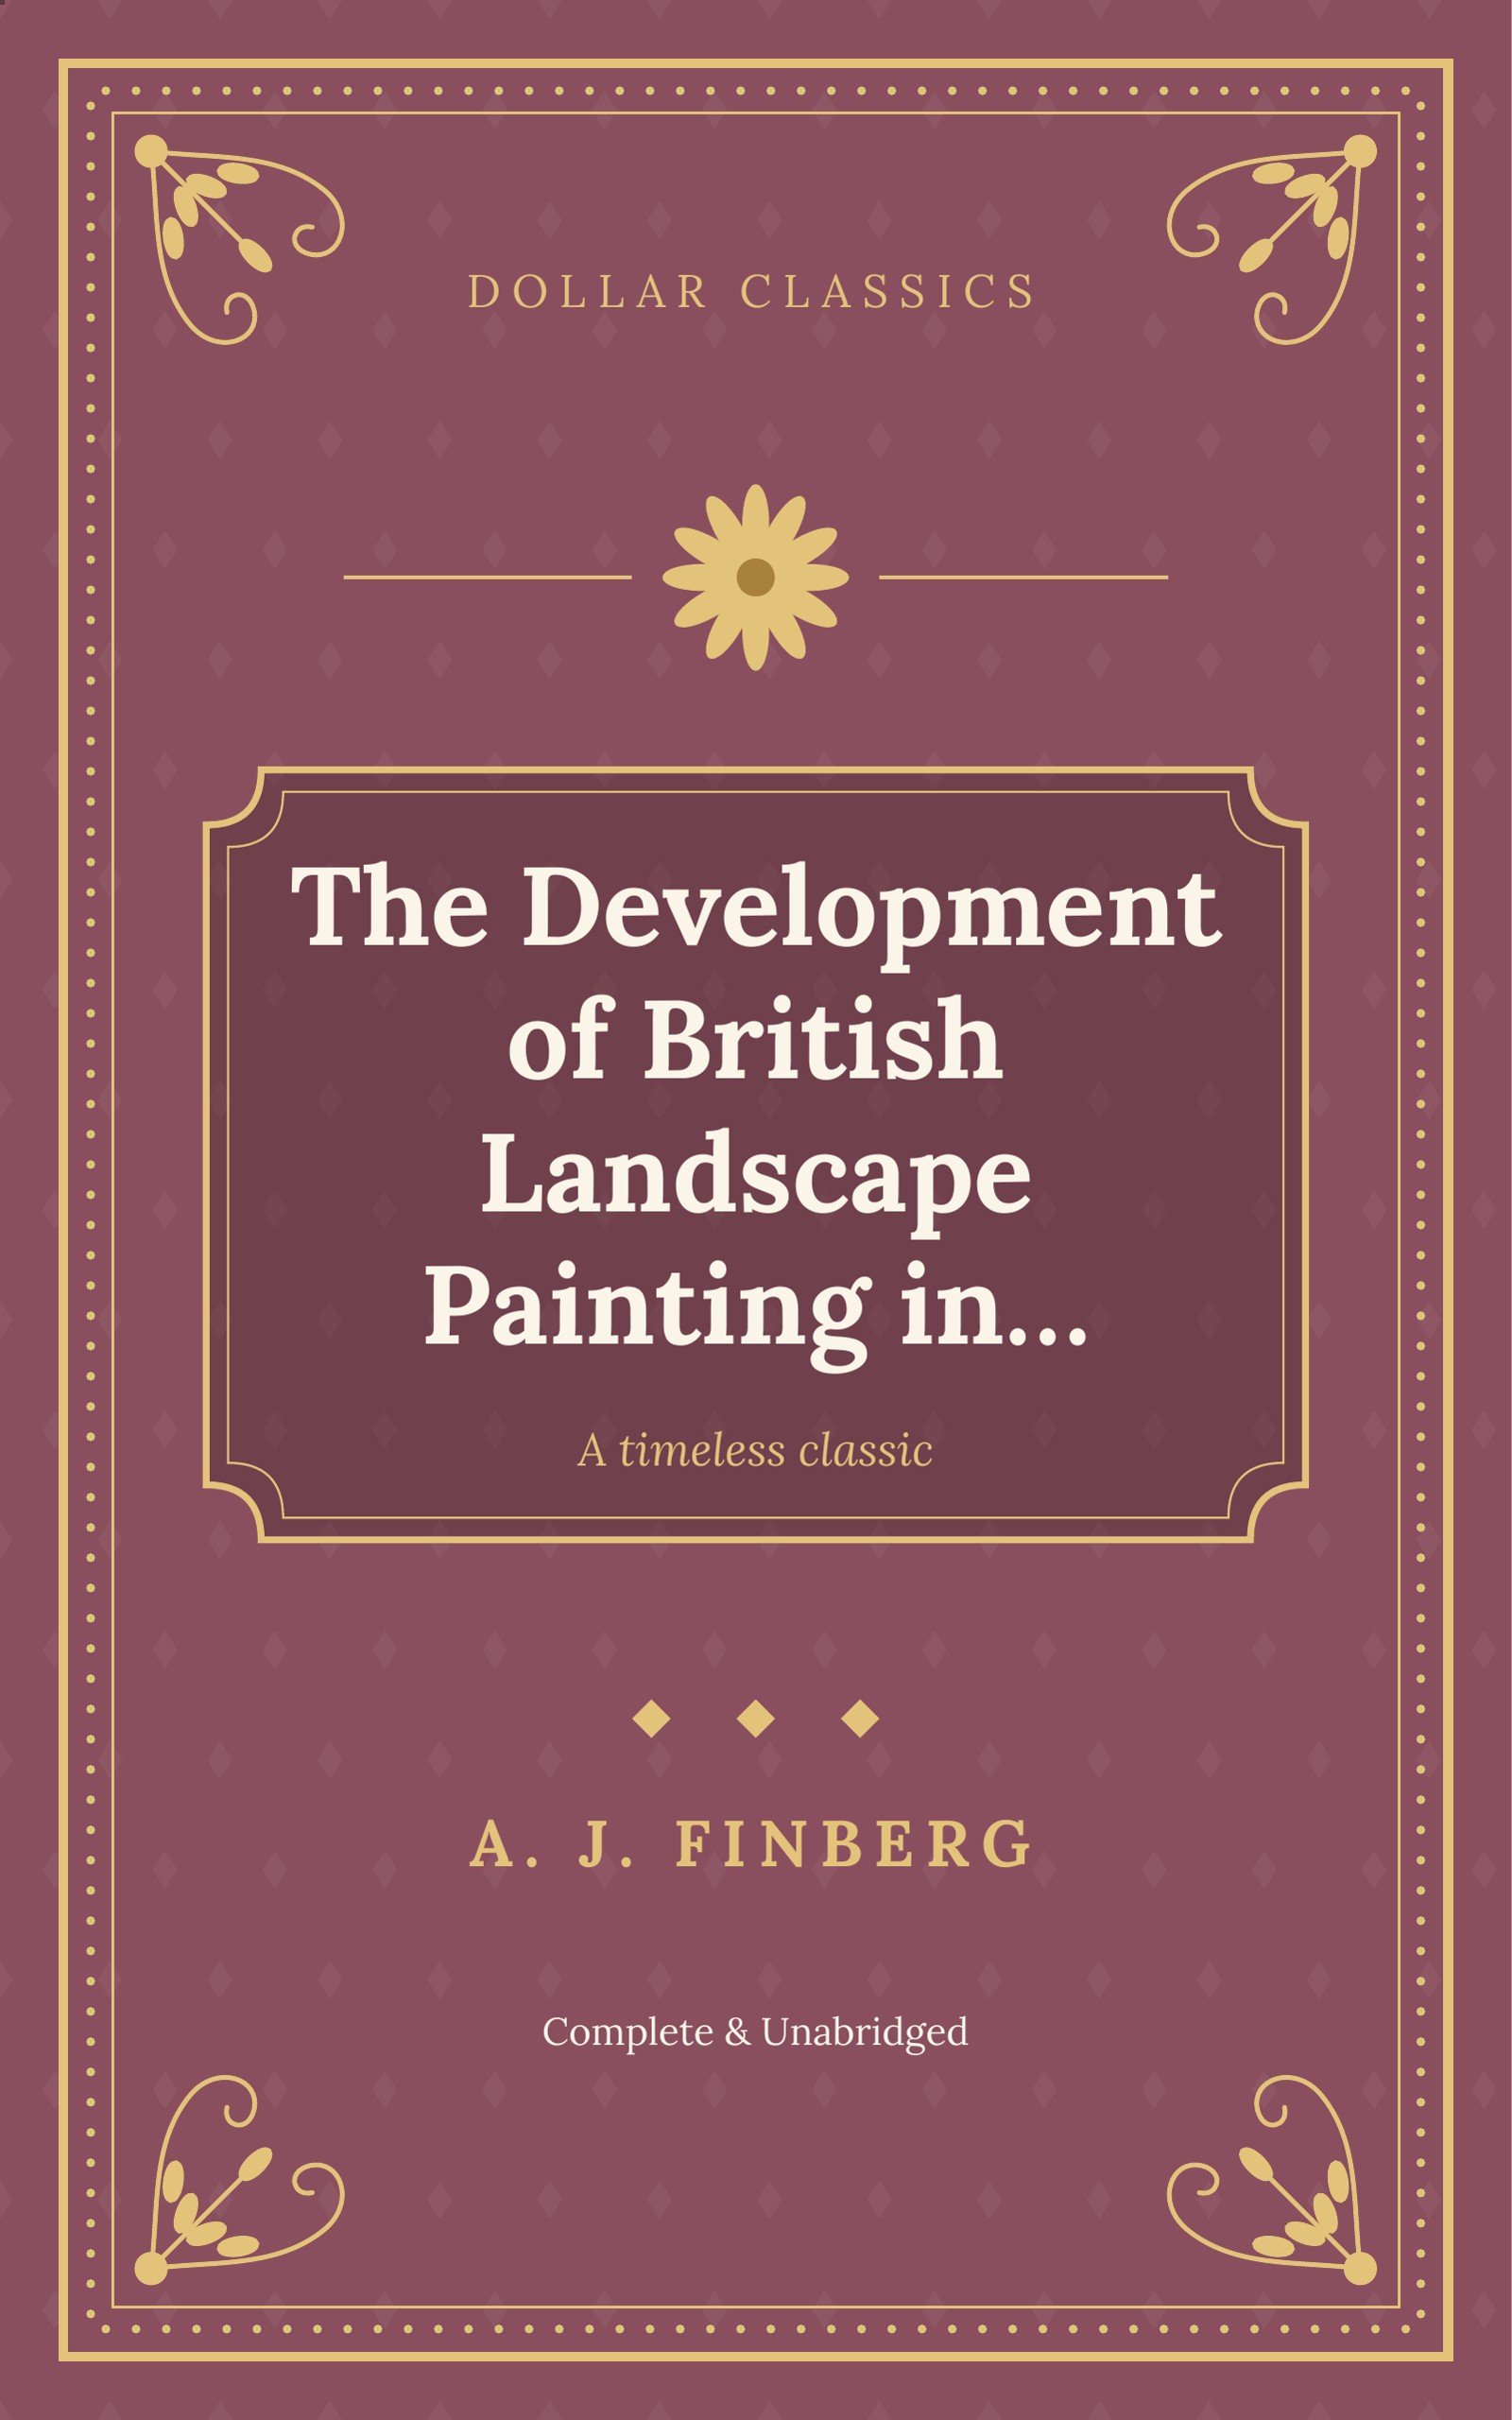 DOLLAR CLASSICS
The Development
of British
Landscape
Painting in...
A timeless classic
A. J. FINBERG
Complete & Unabridged